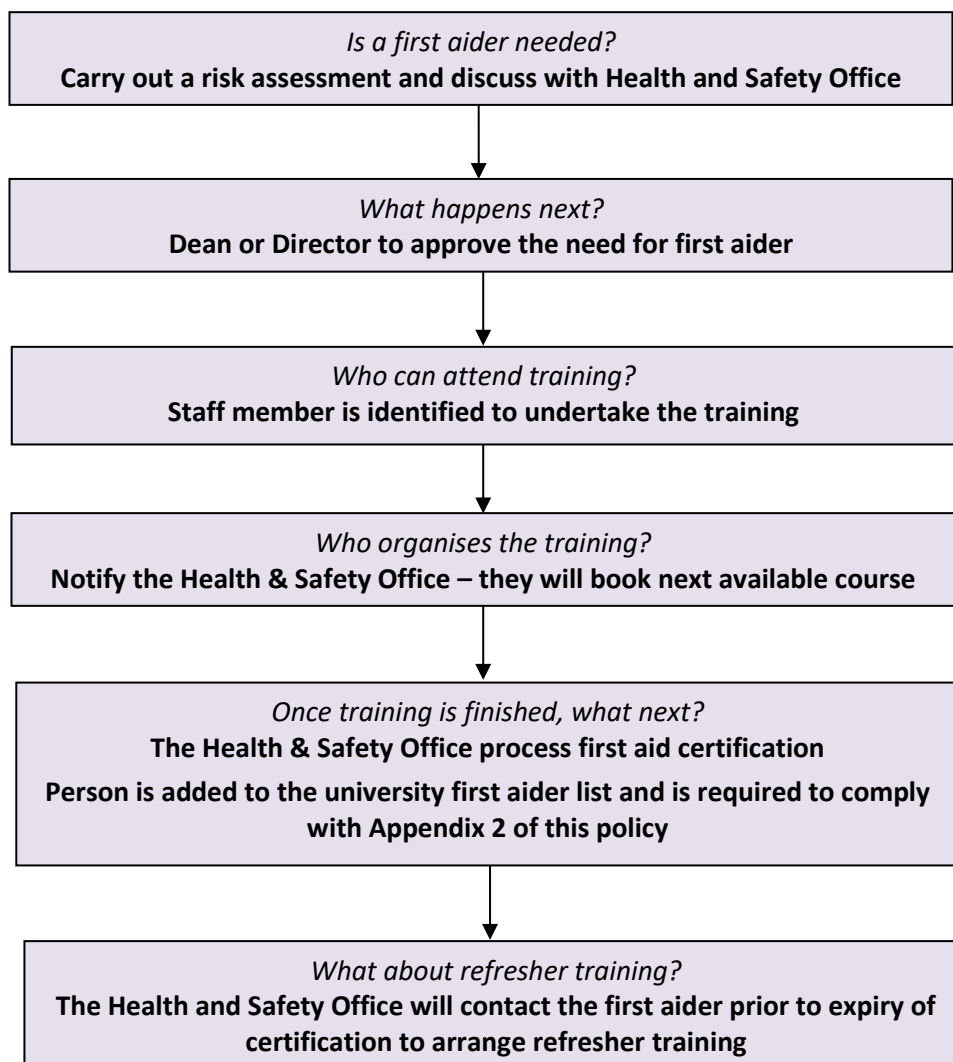 Is a first aider needed?
Carry out a risk assessment and discuss with Health and Safety Office
What happens next?
Dean or Director to approve the need for first aider
Who can attend training?
Staff member is identified to undertake the training
Who organises the training?
Notify the Health & Safety Office – they will book next available course
Once training is finished, what next?
The Health & Safety Office process first aid certification
Person is added to the university first aider list and is required to comply
with Appendix 2 of this policy
What about refresher training?
The Health and Safety Office will contact the first aider prior to expiry of
certification to arrange refresher training